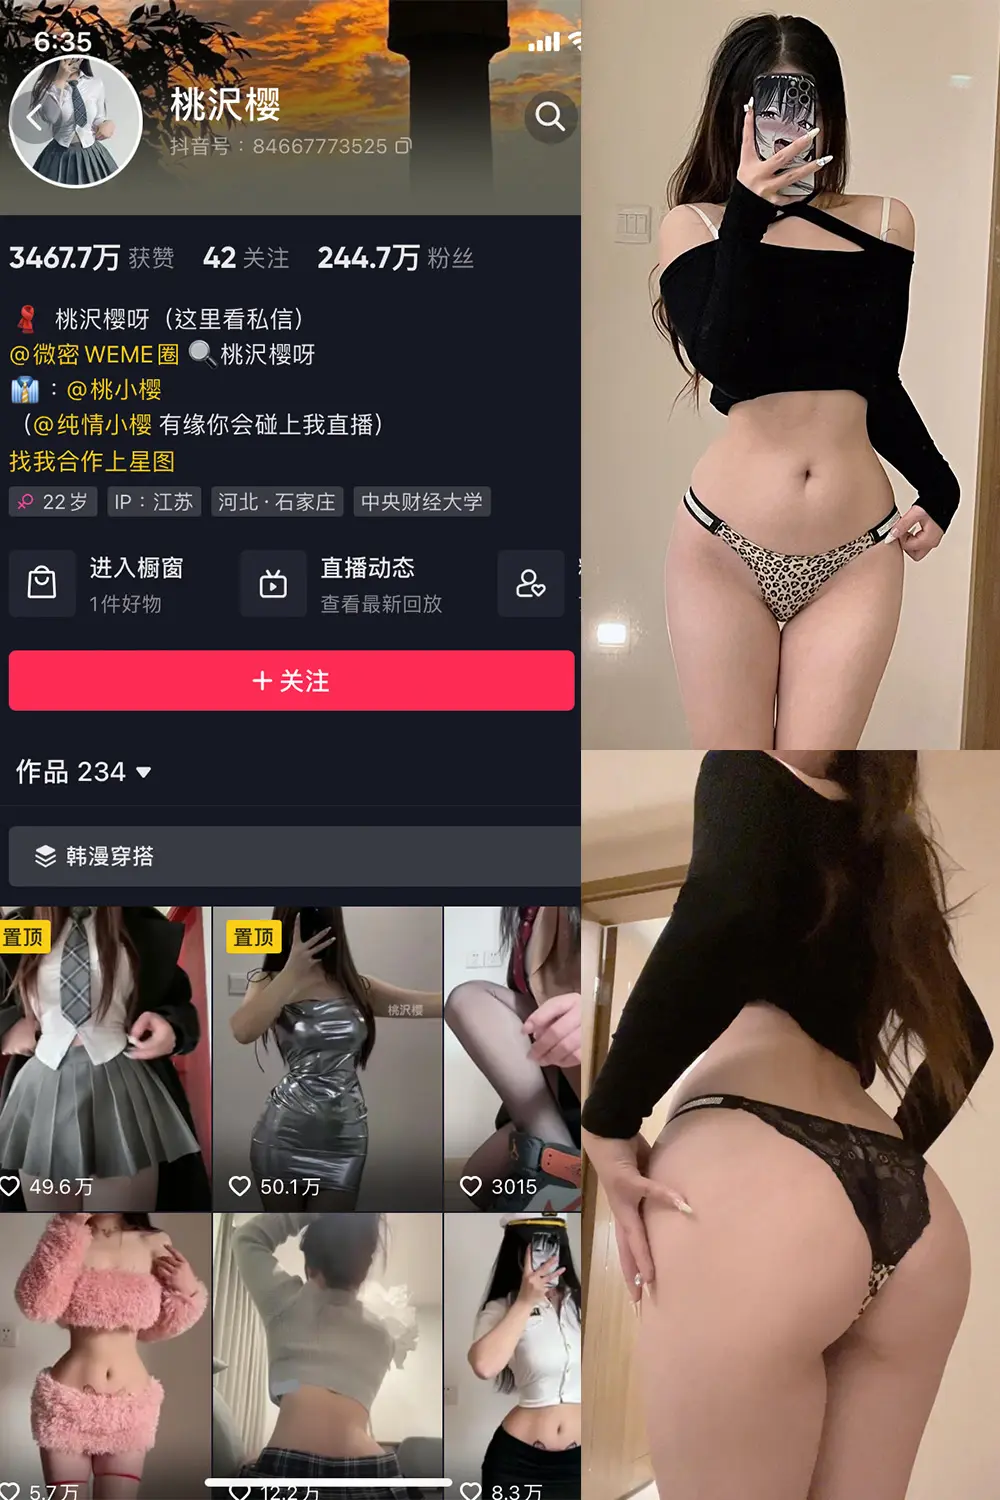 6:35
桃沢樱
抖音号：84667773525
3467.7万 获赞 42 关注 244.7万 粉丝
桃沢樱呀（这里看私信）
@微密WEME圈 桃沢樱呀
：@桃小樱
（@纯情小樱 有缘你会碰上我直播）
找我合作上星图
22岁 IP：江苏 河北·石家庄 中央财经大学
进入橱窗 直播动态
1件好物 查看最新回放
+关注
作品 234
韩漫穿搭
置顶 置顶
桃沢樱
49.6万 50.1万 3015
5.7万 12.2万 8.3万